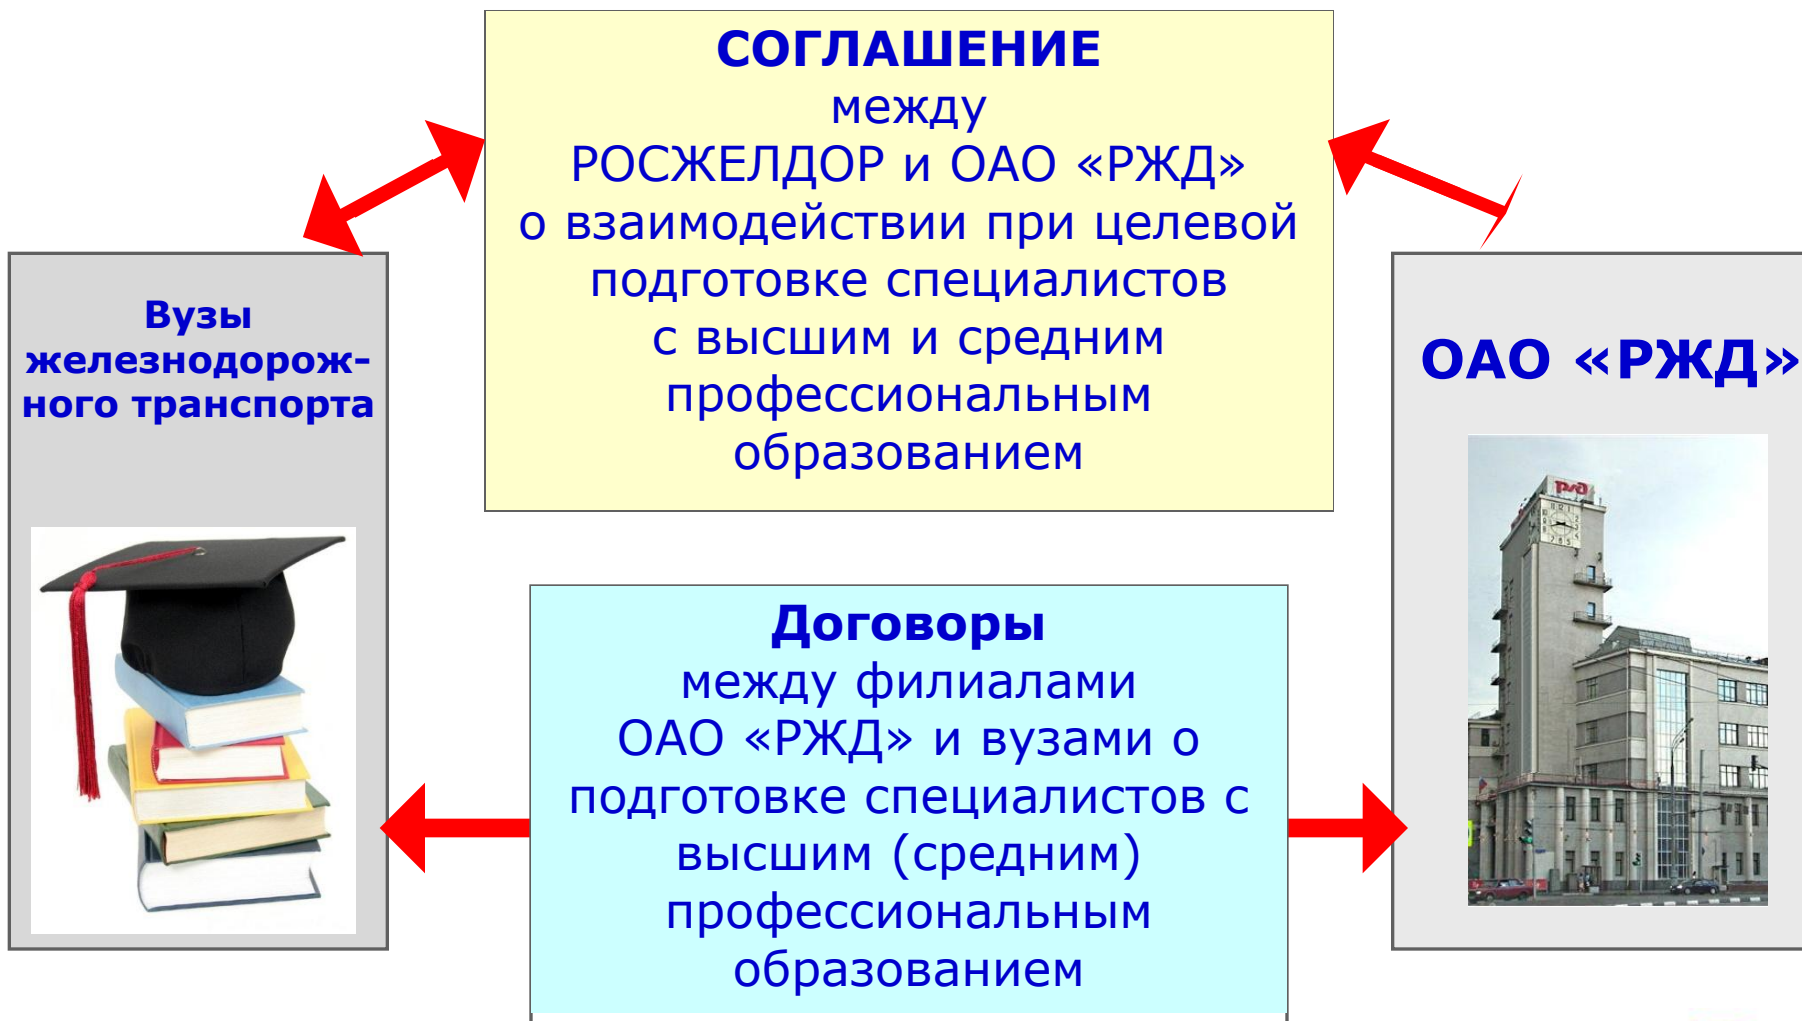 СОГЛАШЕНИЕ
между
РОСЖЕЛДОР и ОАО «РЖД»
о взаимодействии при целевой
подготовке специалистов
с высшим и средним
профессиональным
образованием
Вузы
железнодорож-
ного транспорта
ОАО «РЖД»
pжд
Договоры
между филиалами
ОАО «РЖД» и вузами о
подготовке специалистов с
высшим (средним)
профессиональным
образованием